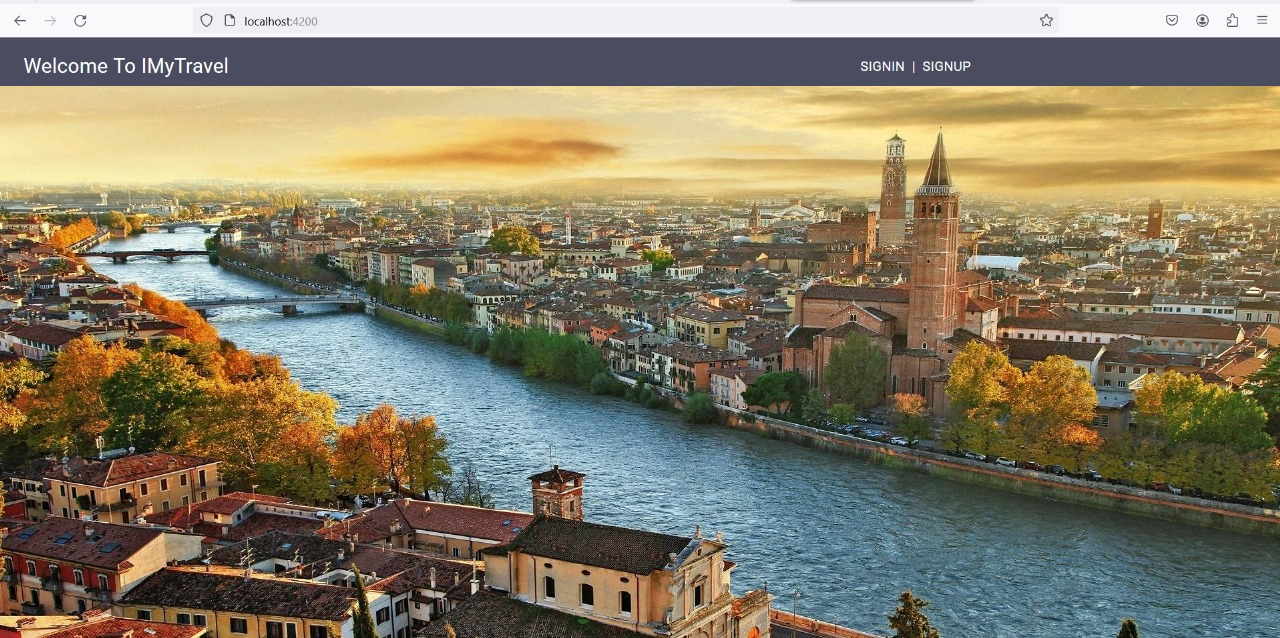 localhost:4200
Welcome To IMyTravel
SIGNIN | SIGNUP